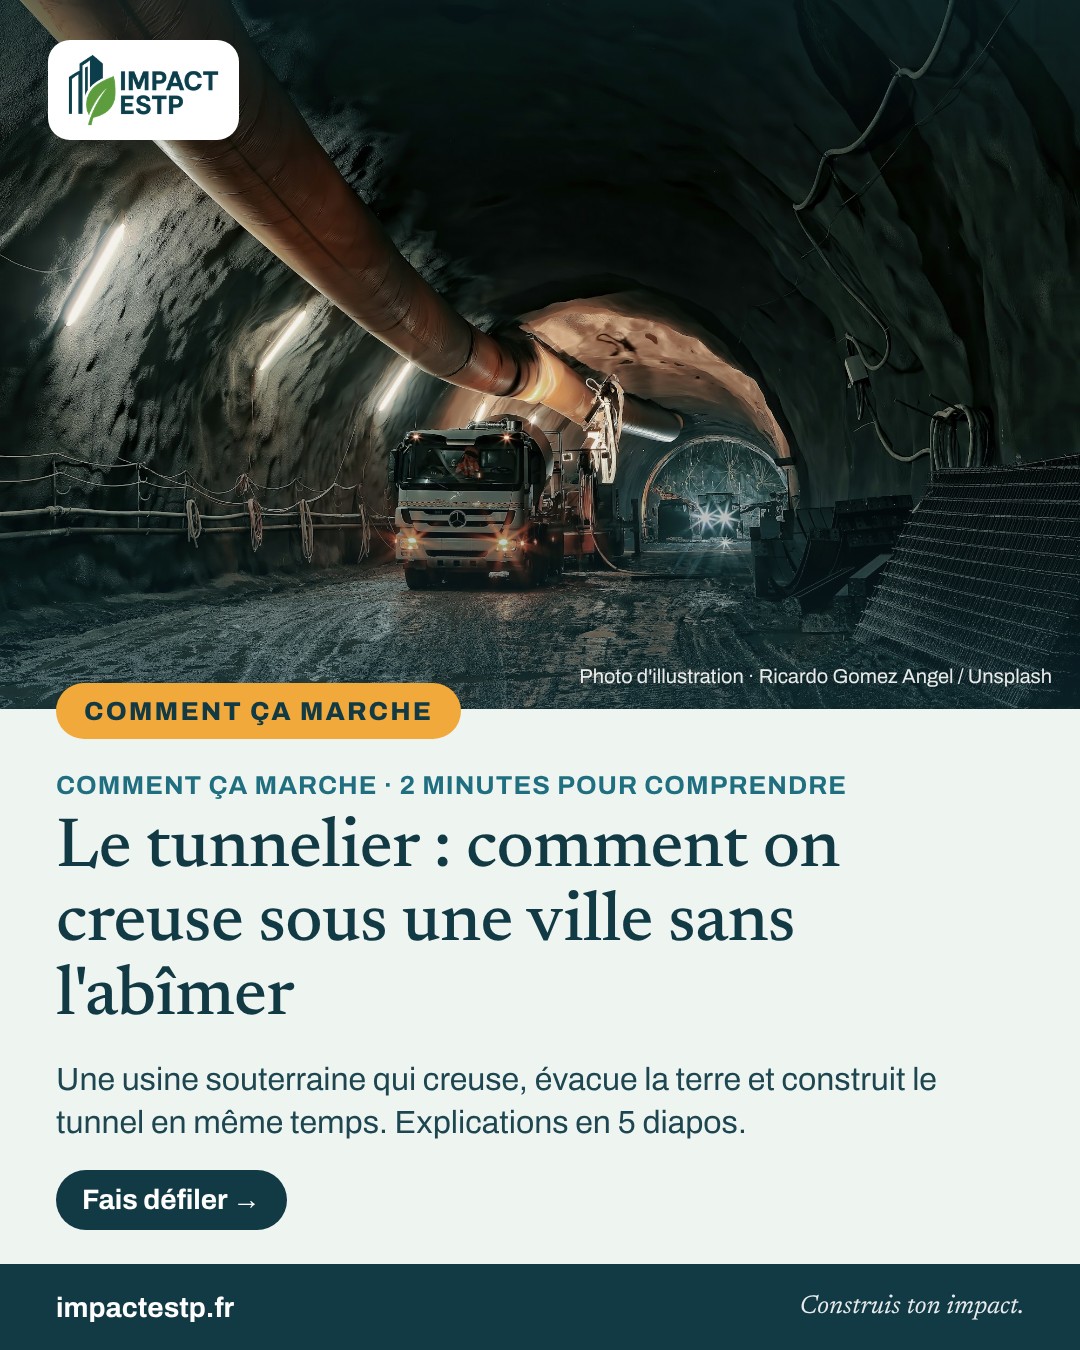 IMPACT
ESTP
Photo d'illustration · Ricardo Gomez Angel / Unsplash
COMMENT ÇA MARCHE
COMMENT ÇA MARCHE · 2 MINUTES POUR COMPRENDRE
Le tunnelier : comment on
creuse sous une ville sans
l'abîmer
Une usine souterraine qui creuse, évacue la terre et construit le
tunnel en même temps. Explications en 5 diapos.
Fais défiler →
impactestp.fr
Construis ton impact.